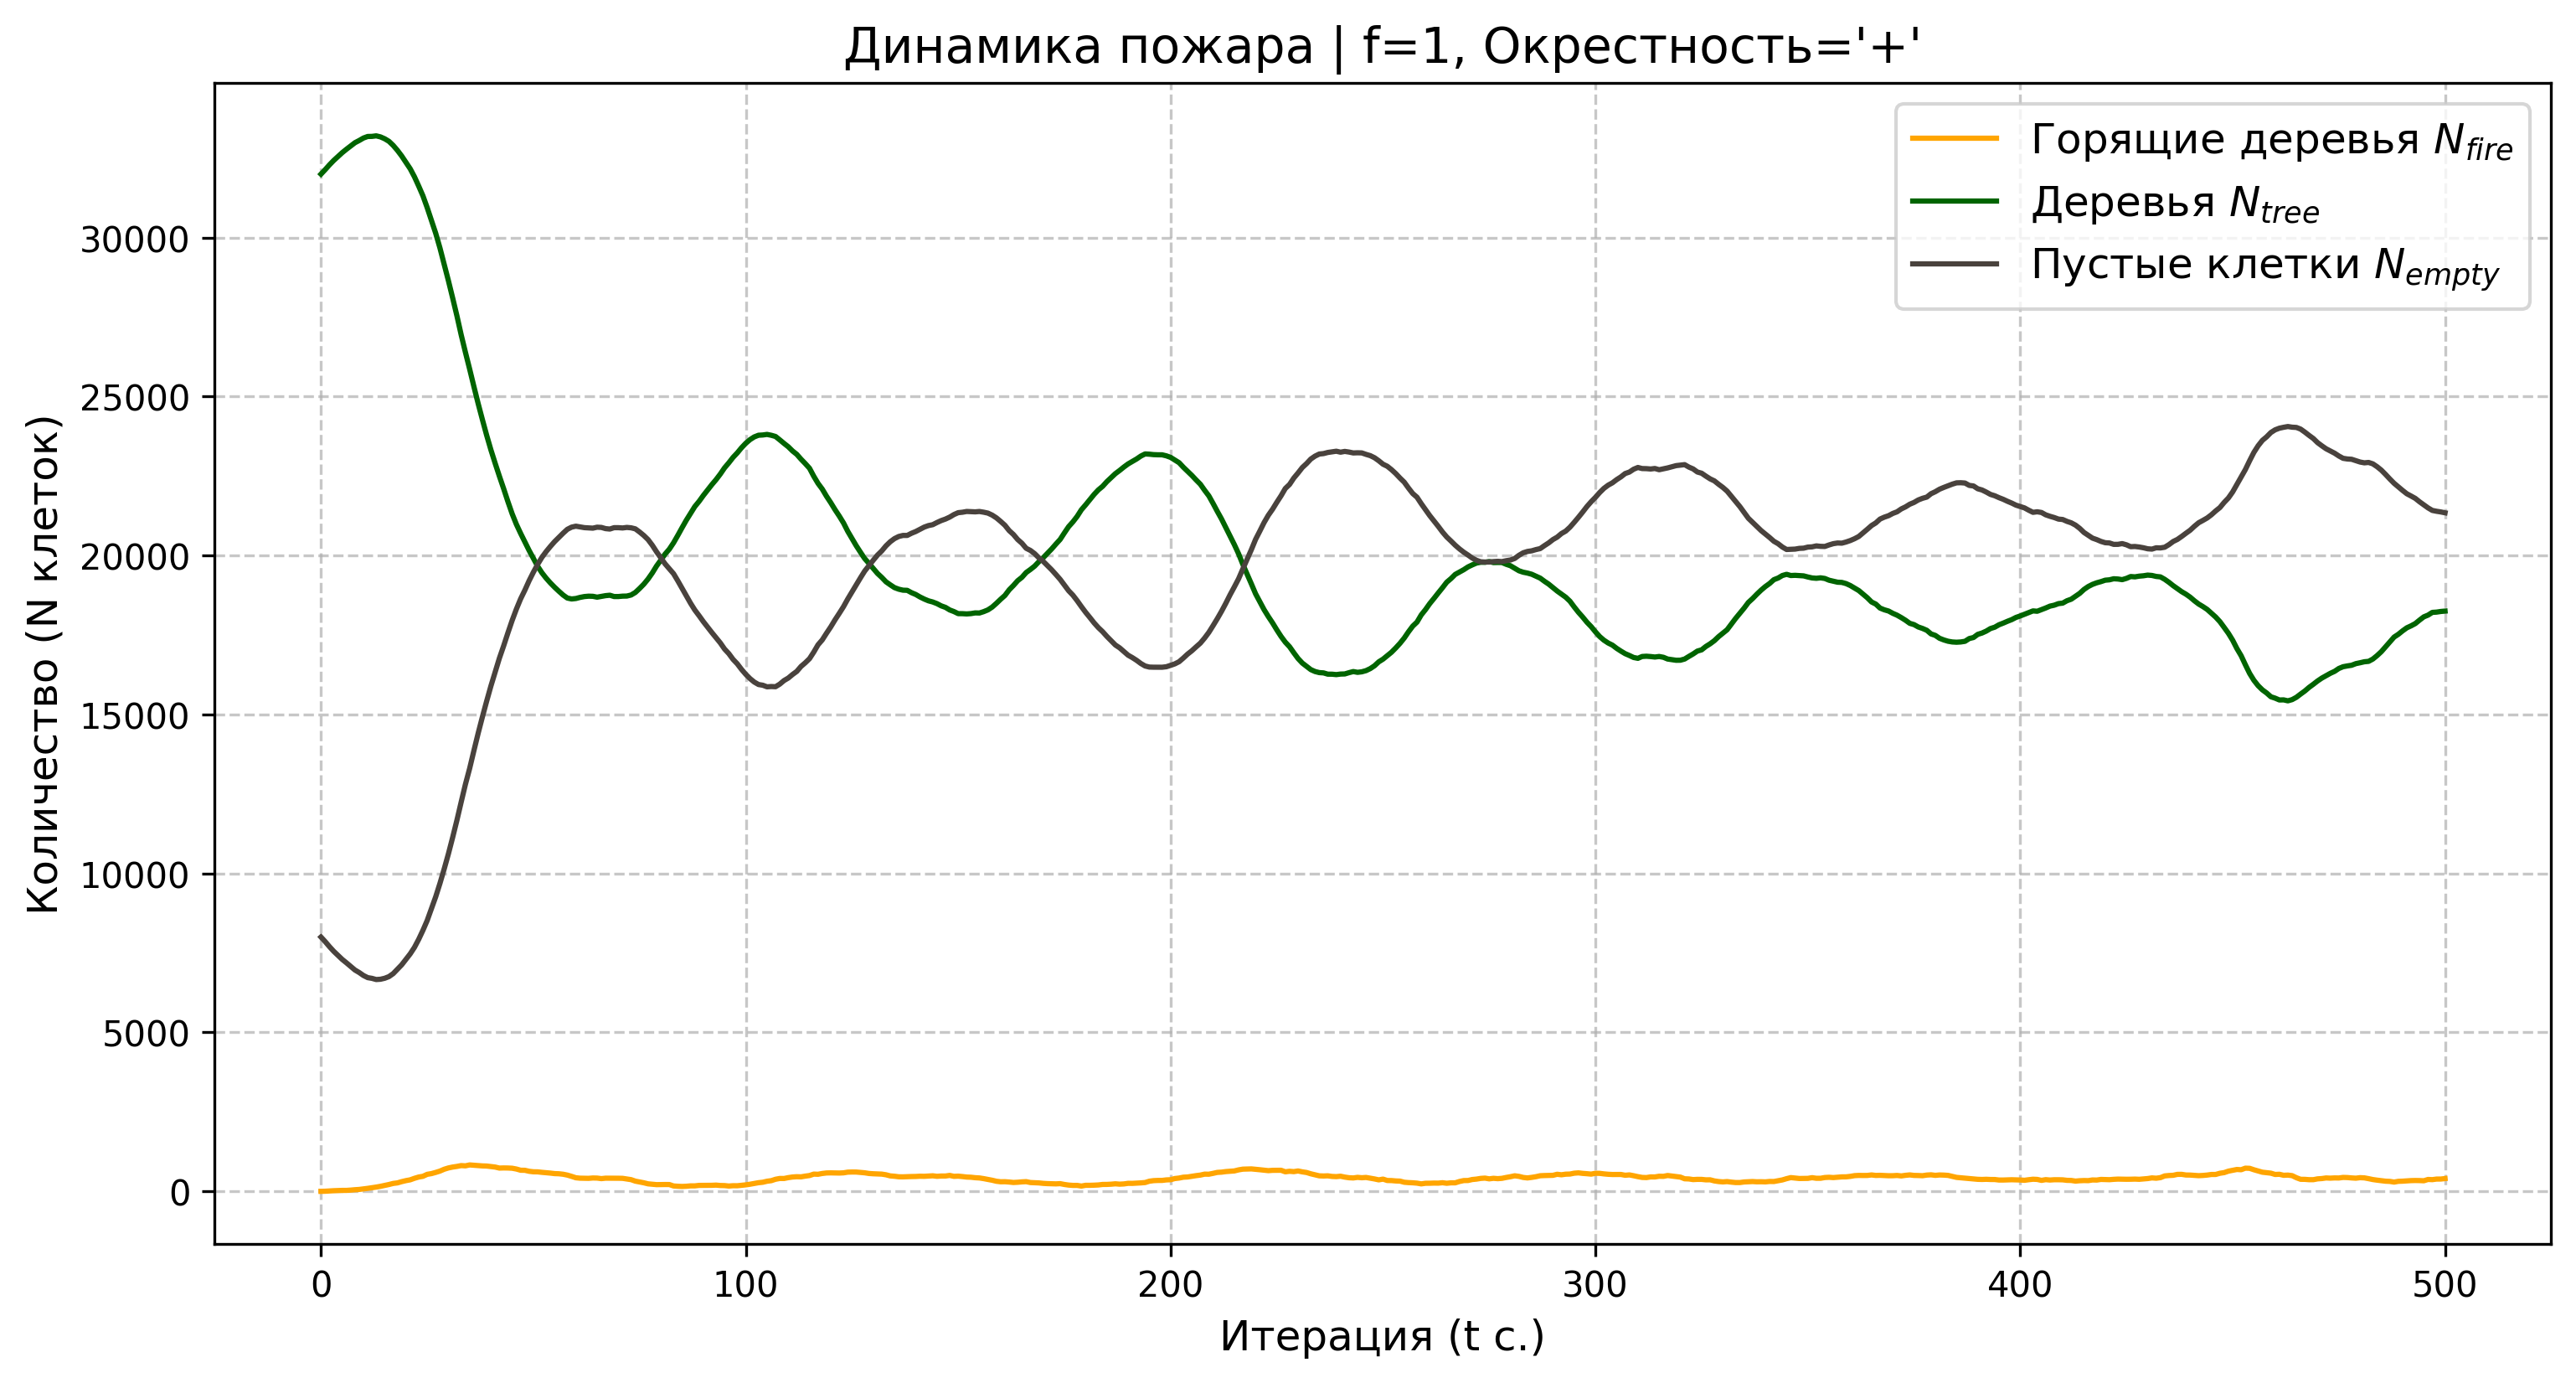 Динамика пожара | f=1, Окрестность='+'
Горящие деревья N_fire
Деревья N_tree
Пустые клетки N_empty
Количество (N клеток)
30000
25000
20000
15000
10000
5000
0
0 100 200 300 400 500
Итерация (t с.)